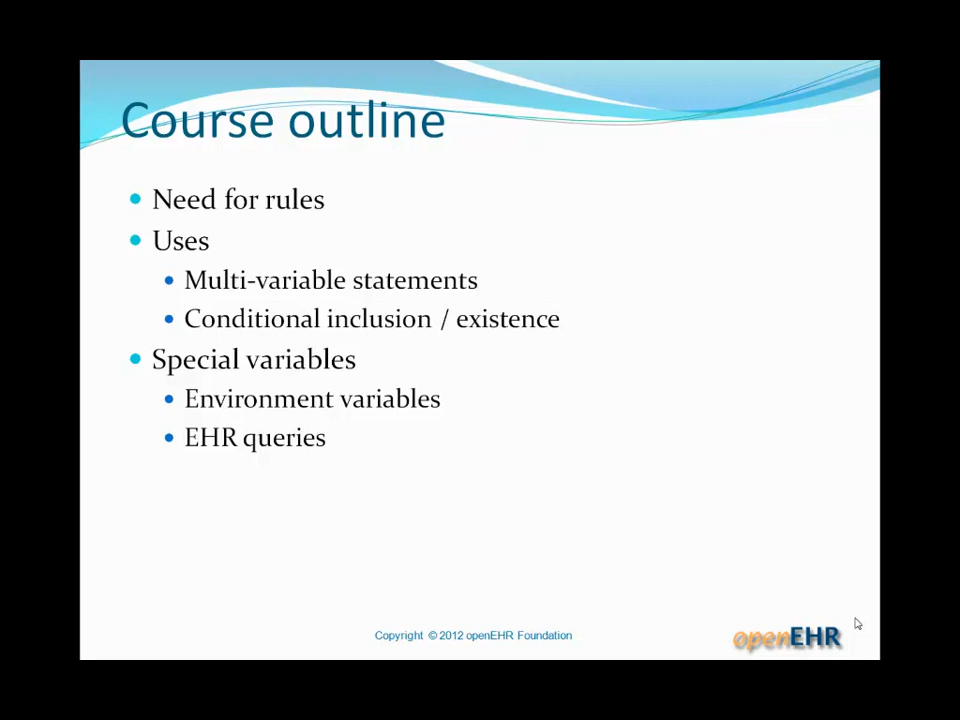 Course outline
Need for rules
Uses
Multi-variable statements
Conditional inclusion / existence
Special variables
Environment variables
EHR queries
Copyright © 2012 openEHR Foundation
openEHR